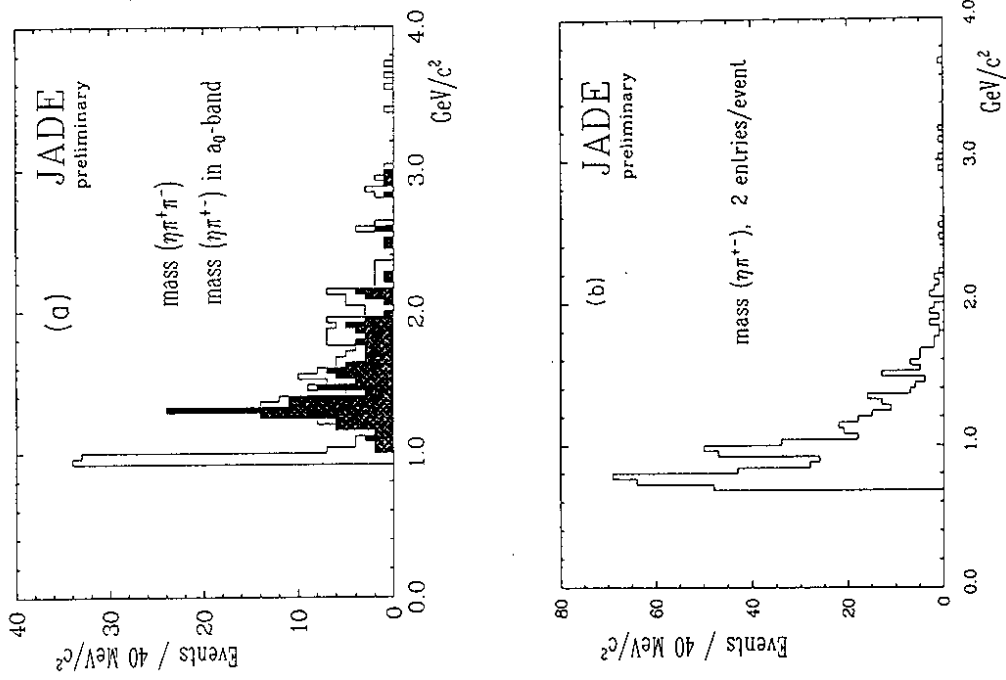 (a)
JADE
preliminary
mass (ηπ⁺π⁻)
mass (ηπ⁺⁻) in a₀-band
40
30
20
10
0
Events / 40 MeV/c²
0.0
1.0
2.0
3.0
4.0
GeV/c²
(b)
JADE
preliminary
mass (ηπ⁺⁻), 2 entries/event
80
60
40
20
0
Events / 40 MeV/c²
0.0
1.0
2.0
3.0
4.0
GeV/c²